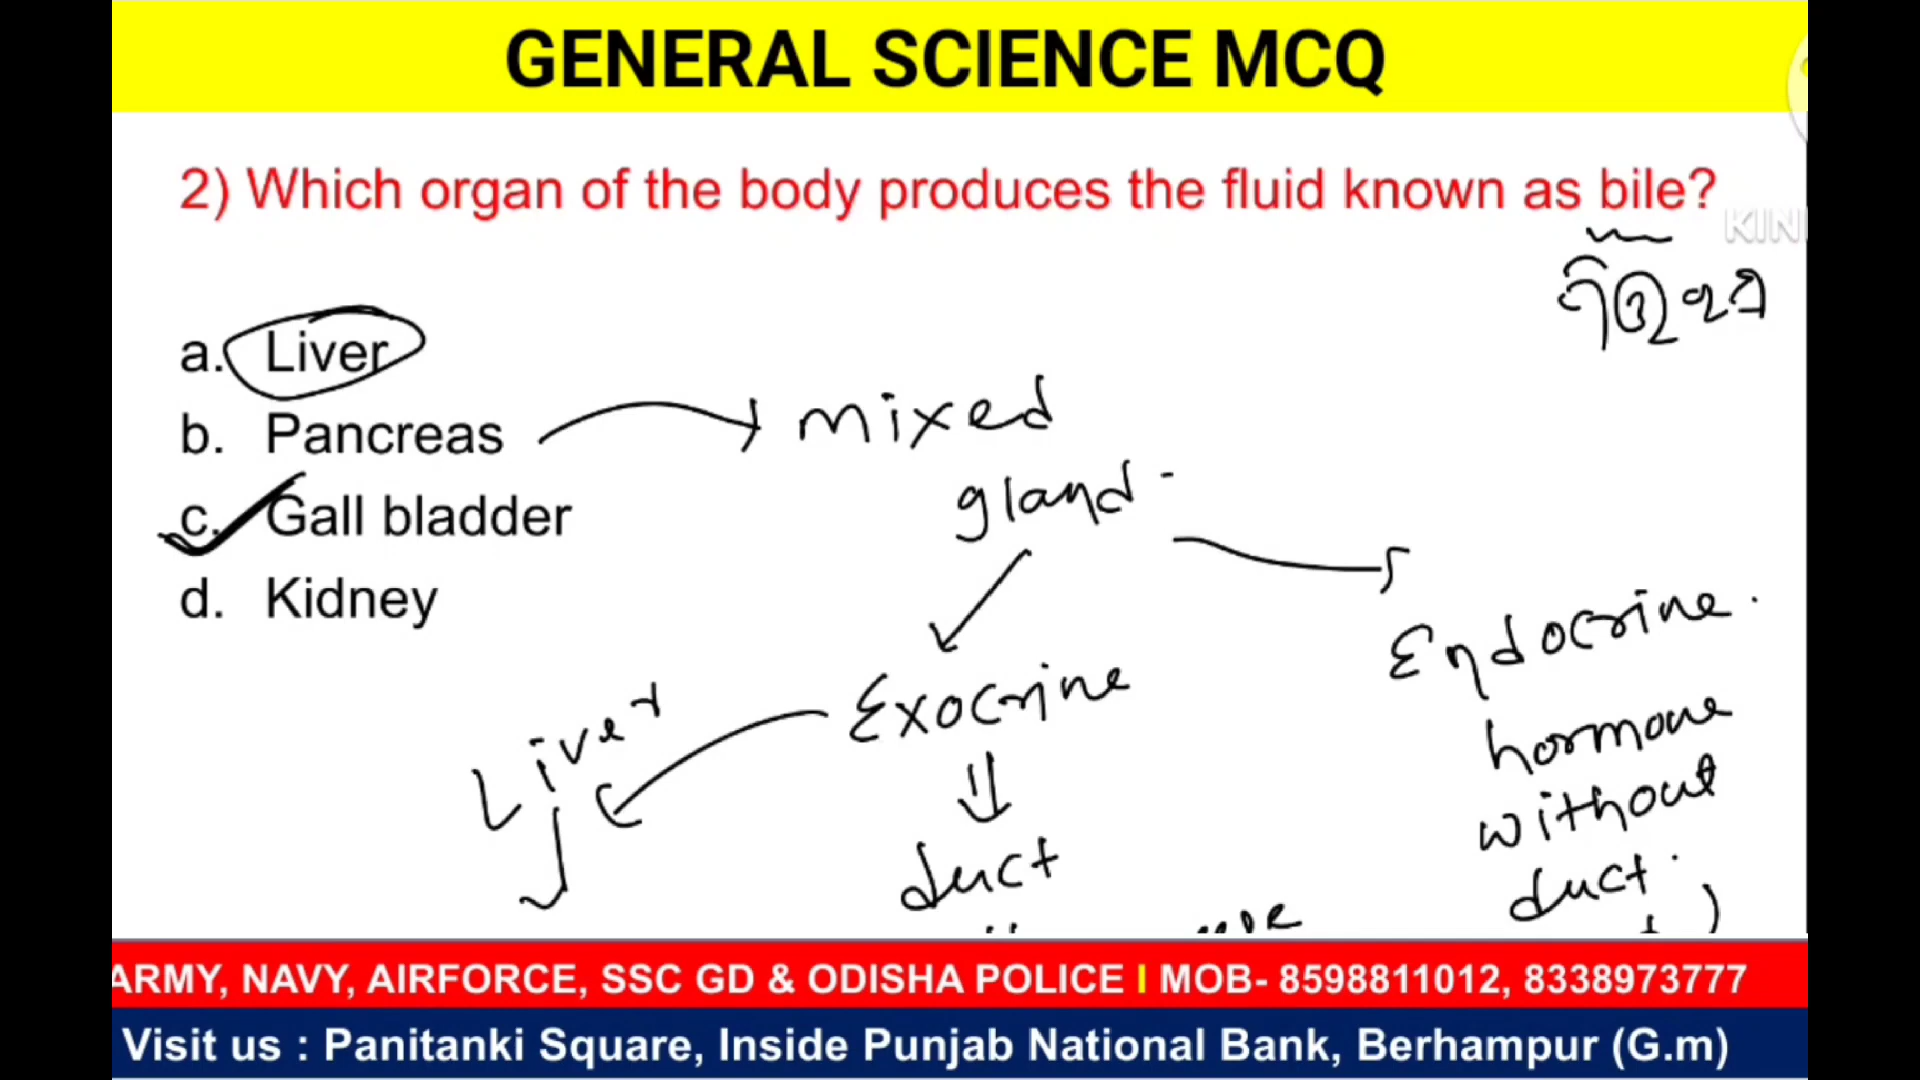 GENERAL SCIENCE MCQ
2) Which organ of the body produces the fluid known as bile?
KIN
a. Liver
b. Pancreas
mixed
gland
c. Gall bladder
d. Kidney
Exocrine
Endocrine.
Liver
hormone
without
duct
duct.
ARMY, NAVY, AIRFORCE, SSC GD & ODISHA POLICE I MOB- 8598811012, 8338973777
Visit us : Panitanki Square, Inside Punjab National Bank, Berhampur (G.m)